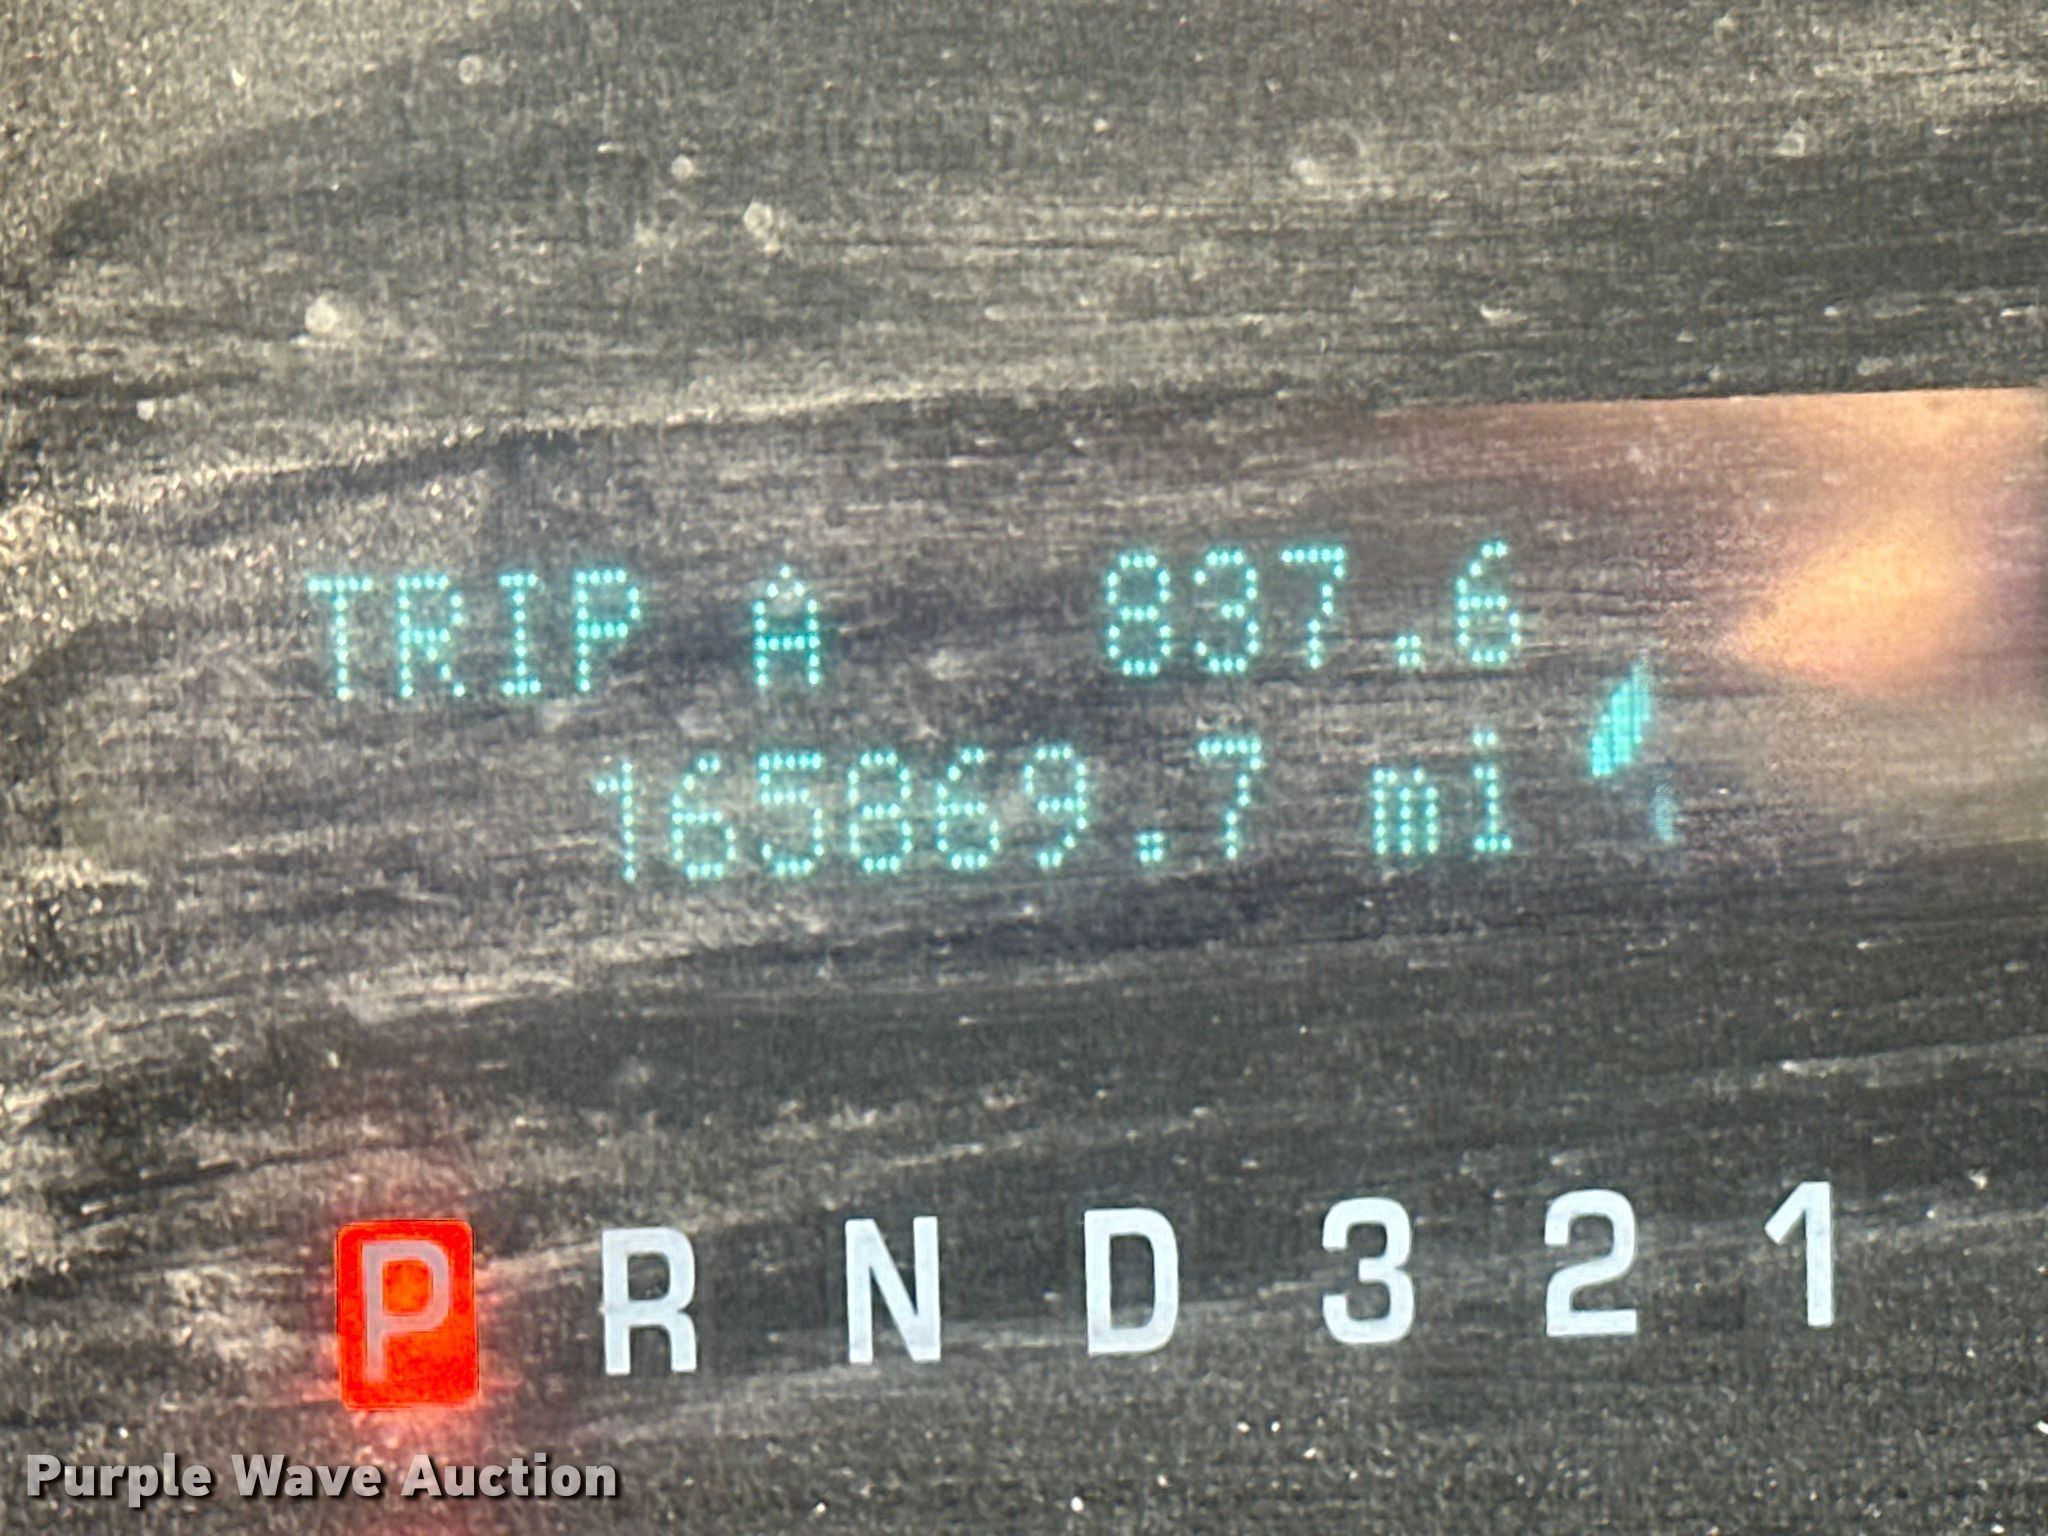 TRIP A 837.6
165869.7 mi
P R N D 3 2 1
Purple Wave Auction